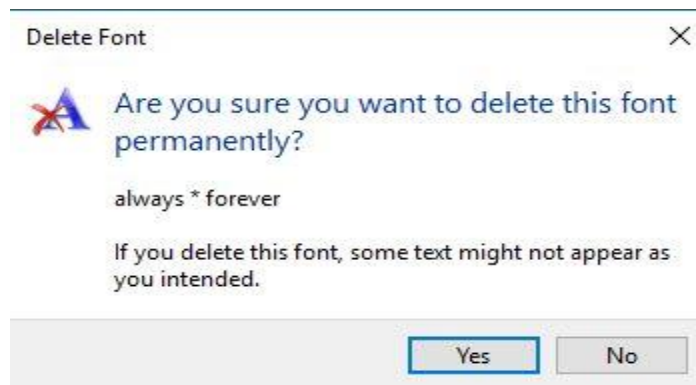 Delete Font
Are you sure you want to delete this font
permanently?
always * forever
If you delete this font, some text might not appear as
you intended.
Yes No